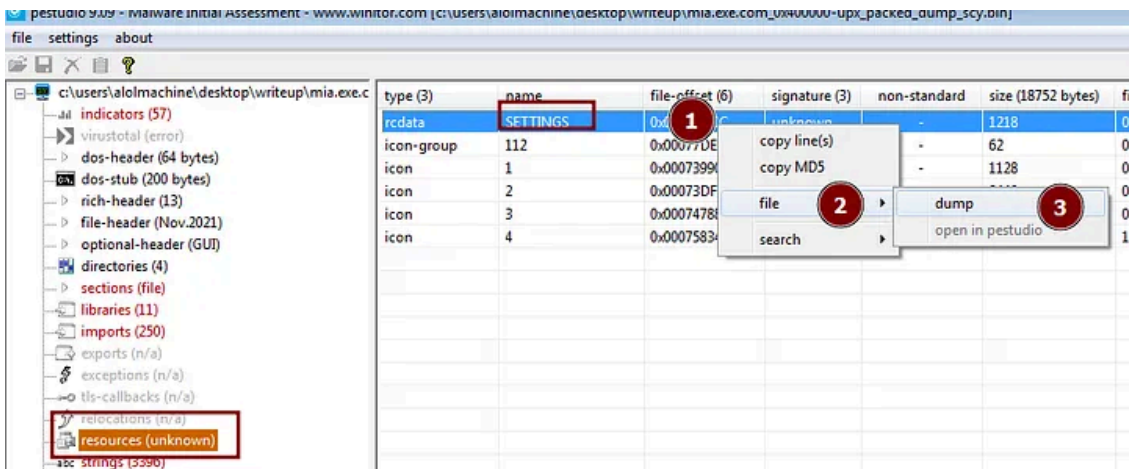 pestudio 9.09 - Malware Initial Assessment - www.winitor.com [c:\users\alolmachine\desktop\writeup\mia.exe.com_0x400000-upx_packed_dump_scy.bin]
file settings about
c:\users\alolmachine\desktop\writeup\mia.exe.c
indicators (57)
virustotal (error)
dos-header (64 bytes)
dos-stub (200 bytes)
rich-header (13)
file-header (Nov.2021)
optional-header (GUI)
directories (4)
sections (file)
libraries (11)
imports (250)
exports (n/a)
exceptions (n/a)
tls-callbacks (n/a)
relocations (n/a)
resources (unknown)
abc strings (3396)
type (3) name file-offset (6) signature (3) non-standard size (18752 bytes)
rcdata SETTINGS unknown - 1218
icon-group 112 0x00077DE - 62
icon 1 0x00073990 - 1128
icon 2 0x00073DF
icon 3 0x00074788
icon 4 0x00075834
1
copy line(s)
copy MD5
file 2
search
dump 3
open in pestudio